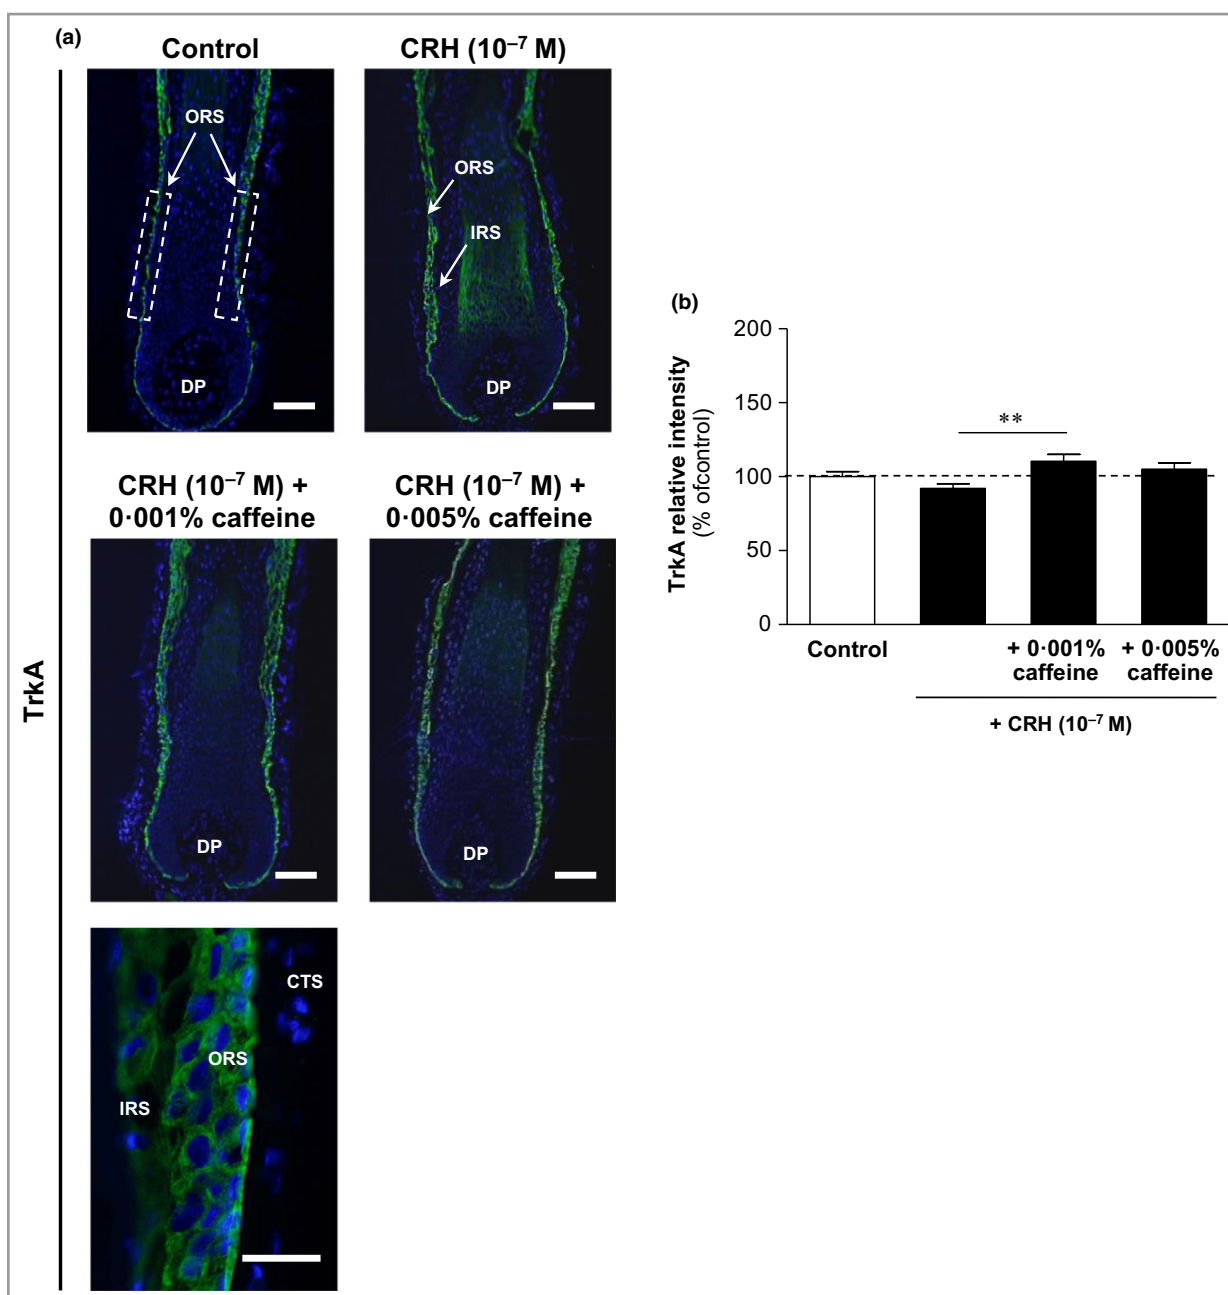 (a)
Control
CRH (10⁻⁷ M)
TrkA
ORS
DP
ORS
IRS
DP
CRH (10⁻⁷ M) +
0·001% caffeine
CRH (10⁻⁷ M) +
0·005% caffeine
DP
DP
CTS
ORS
IRS
(b)
TrkA relative intensity
(% ofcontrol)
200
150
100
50
0
**
Control
+ 0·001%
caffeine
+ 0·005%
caffeine
+ CRH (10⁻⁷ M)